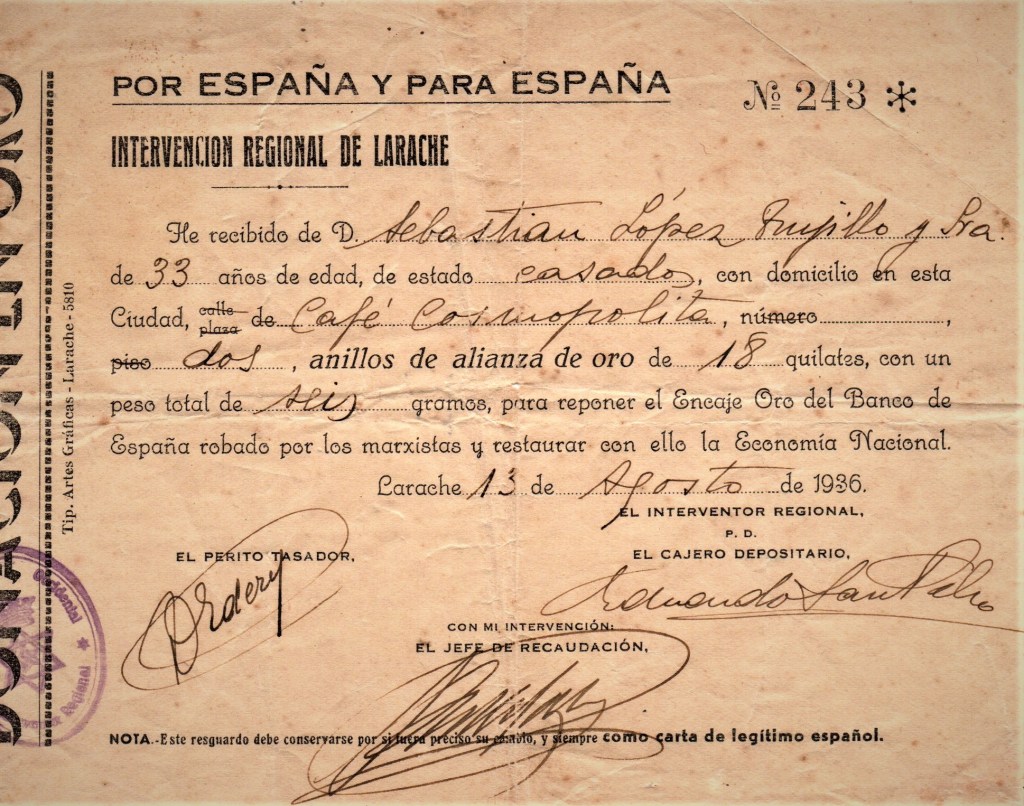 POR ESPAÑA Y PARA ESPAÑA
Nº 243 *
INTERVENCION REGIONAL DE LARACHE
He recibido de D. Sebastian López Trujillo y Sra.
de 33 años de edad, de estado casado, con domicilio en esta
Ciudad, calle plaza de Café Cosmopolita, número ,
piso dos, anillos de alianza de oro de 18 quilates, con un
peso total de seis gramos, para reponer el Encaje Oro del Banco de
España robado por los marxistas y restaurar con ello la Economía Nacional.
Larache 13 de Agosto de 1936.
EL INTERVENTOR REGIONAL,
P. D.
EL CAJERO DEPOSITARIO,
EL PERITO TASADOR,
Eduardo San
CON MI INTERVENCIÓN:
EL JEFE DE RECAUDACIÓN,
NOTA.-Este resguardo debe conservarse por si fuera preciso su cambio, y siempre como carta de legítimo español.
DONACION EN ORO
Tip. Artes Gráficas - Larache - 5810
Occidental
Regional